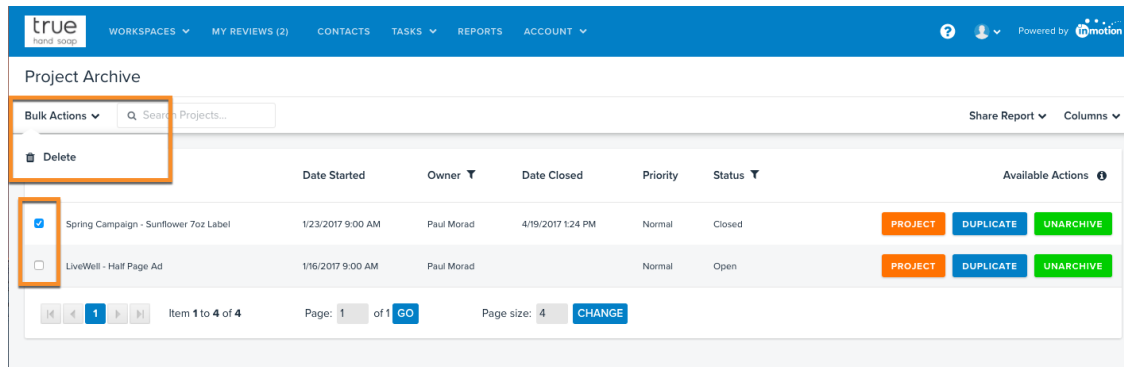 true
hand soap
WORKSPACES MY REVIEWS (2) CONTACTS TASKS REPORTS ACCOUNT
? Powered by inmotion
Project Archive
Bulk Actions Search Projects... Share Report Columns
Delete
Date Started Owner Date Closed Priority Status Available Actions
Spring Campaign - Sunflower 7oz Label 1/23/2017 9:00 AM Paul Morad 4/19/2017 1:24 PM Normal Closed PROJECT DUPLICATE UNARCHIVE
LiveWell - Half Page Ad 1/16/2017 9:00 AM Paul Morad Normal Open PROJECT DUPLICATE UNARCHIVE
1 Item 1 to 4 of 4 Page: 1 of 1 GO Page size: 4 CHANGE